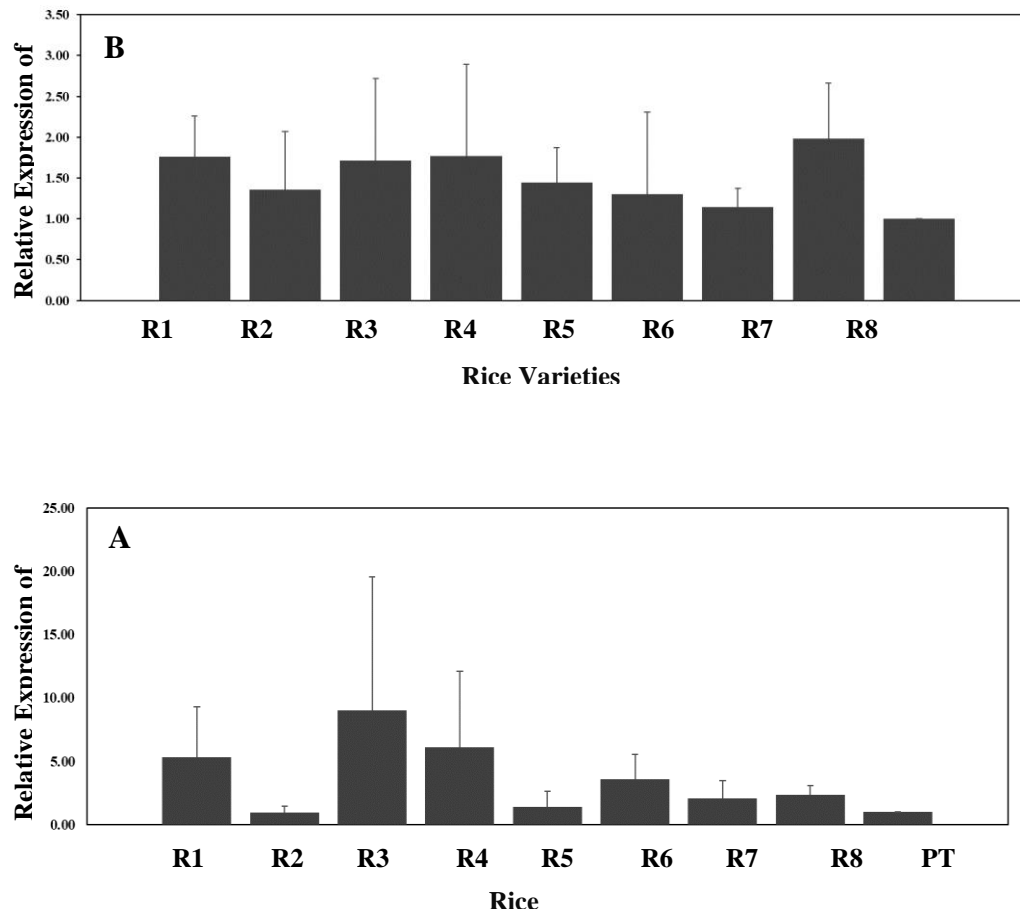 B
Relative Expression of
3.50
3.00
2.50
2.00
1.50
1.00
0.50
0.00
R1 R2 R3 R4 R5 R6 R7 R8
Rice Varieties
A
Relative Expression of
25.00
20.00
15.00
10.00
5.00
0.00
R1 R2 R3 R4 R5 R6 R7 R8 PT
Rice